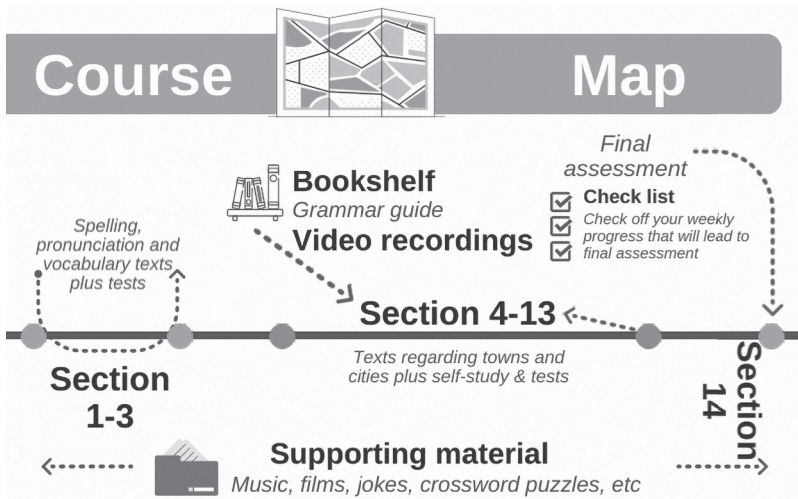 Course Map
Final
assessment
Bookshelf
Grammar guide
Video recordings
Check list
Check off your weekly
progress that will lead to
final assessment
Spelling,
pronunciation and
vocabulary texts
plus tests
Section 4-13
Texts regarding towns and
cities plus self-study & tests
Section
1-3
Section
14
Supporting material
Music, films, jokes, crossword puzzles, etc